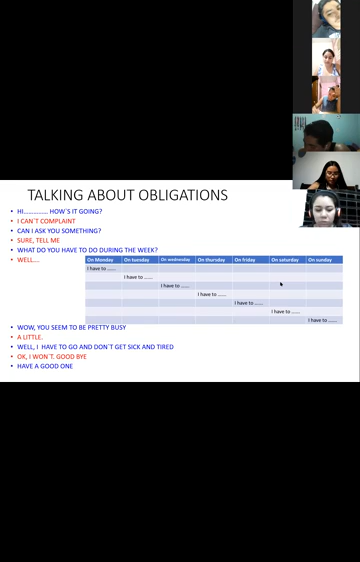 TALKING ABOUT OBLIGATIONS
• HI.............. HOW´S IT GOING?
• I CAN´T COMPLAINT
• CAN I ASK YOU SOMETHING?
• SURE, TELL ME
• WHAT DO YOU HAVE TO DO DURING THE WEEK?
• WELL....
On Monday On tuesday On wednesday On thursday On friday On saturday On sunday
I have to ......
I have to ......
I have to ......
I have to ......
I have to ......
I have to ......
I have to ......
• WOW, YOU SEEM TO BE PRETTY BUSY
• A LITTLE.
• WELL, I HAVE TO GO AND DON´T GET SICK AND TIRED
• OK, I WON´T. GOOD BYE
• HAVE A GOOD ONE